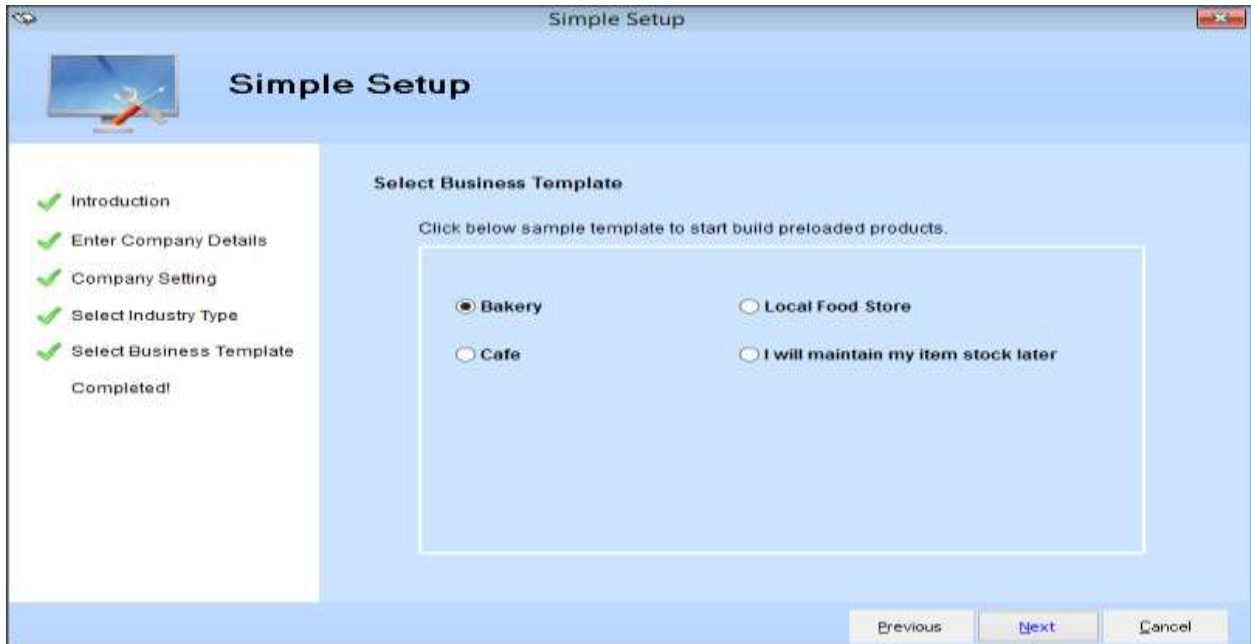 Simple Setup
Simple Setup
Introduction
Enter Company Details
Company Setting
Select Industry Type
Select Business Template
Completed!
Select Business Template
Click below sample template to start build preloaded products.
Bakery
Local Food Store
Cafe
I will maintain my item stock later
Previous
Next
Cancel